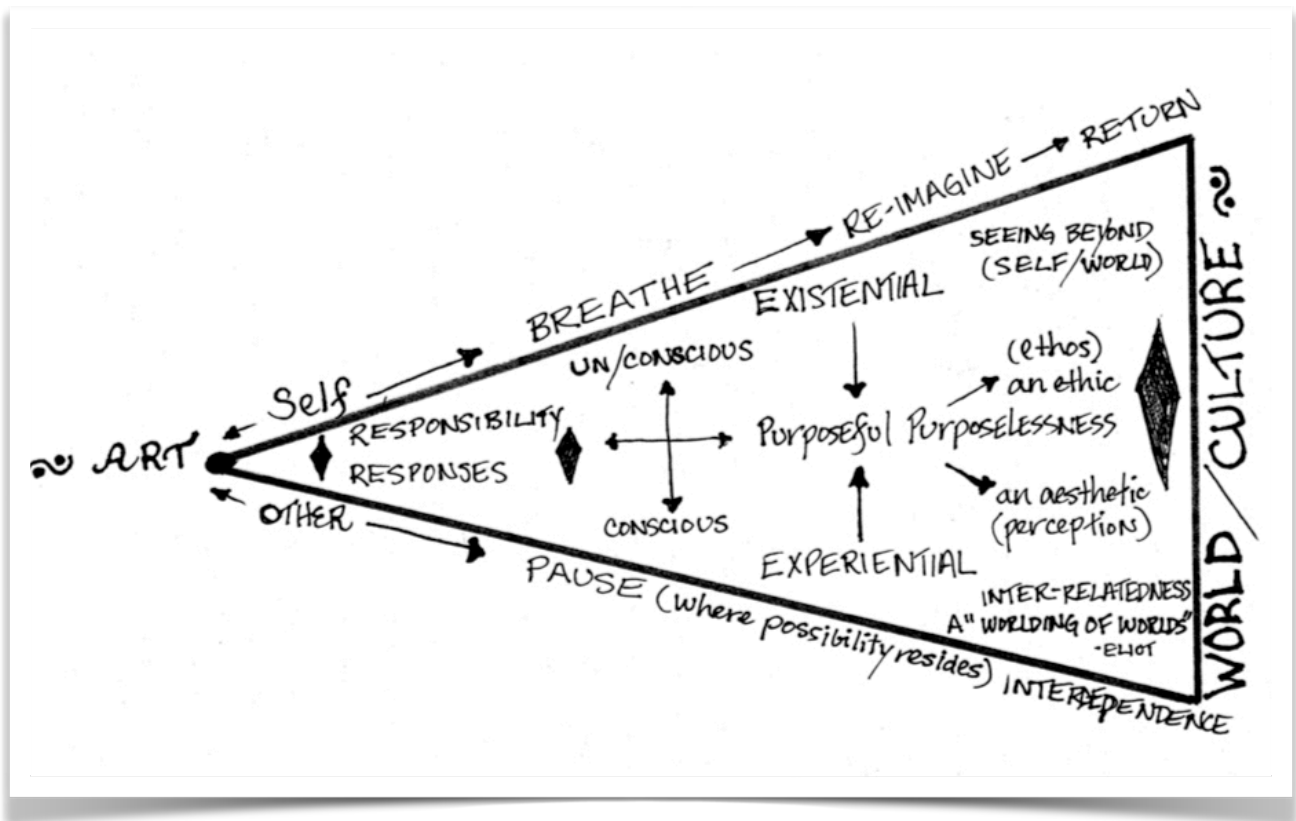 ART
Self
BREATHE
RE-IMAGINE
RETURN
OTHER
PAUSE (where possibility resides)
INTERDEPENDENCE
RESPONSIBILITY
RESPONSES
UN/CONSCIOUS
CONSCIOUS
EXISTENTIAL
Purposeful PURPOSELESSNESS
EXPERIENTIAL
SEEING BEYOND
(SELF/WORLD)
(ethos)
an ethic
an aesthetic
(perception)
INTER-RELATEDNESS
A "WORLDING OF WORLDS"
-ELIOT
WORLD / CULTURE